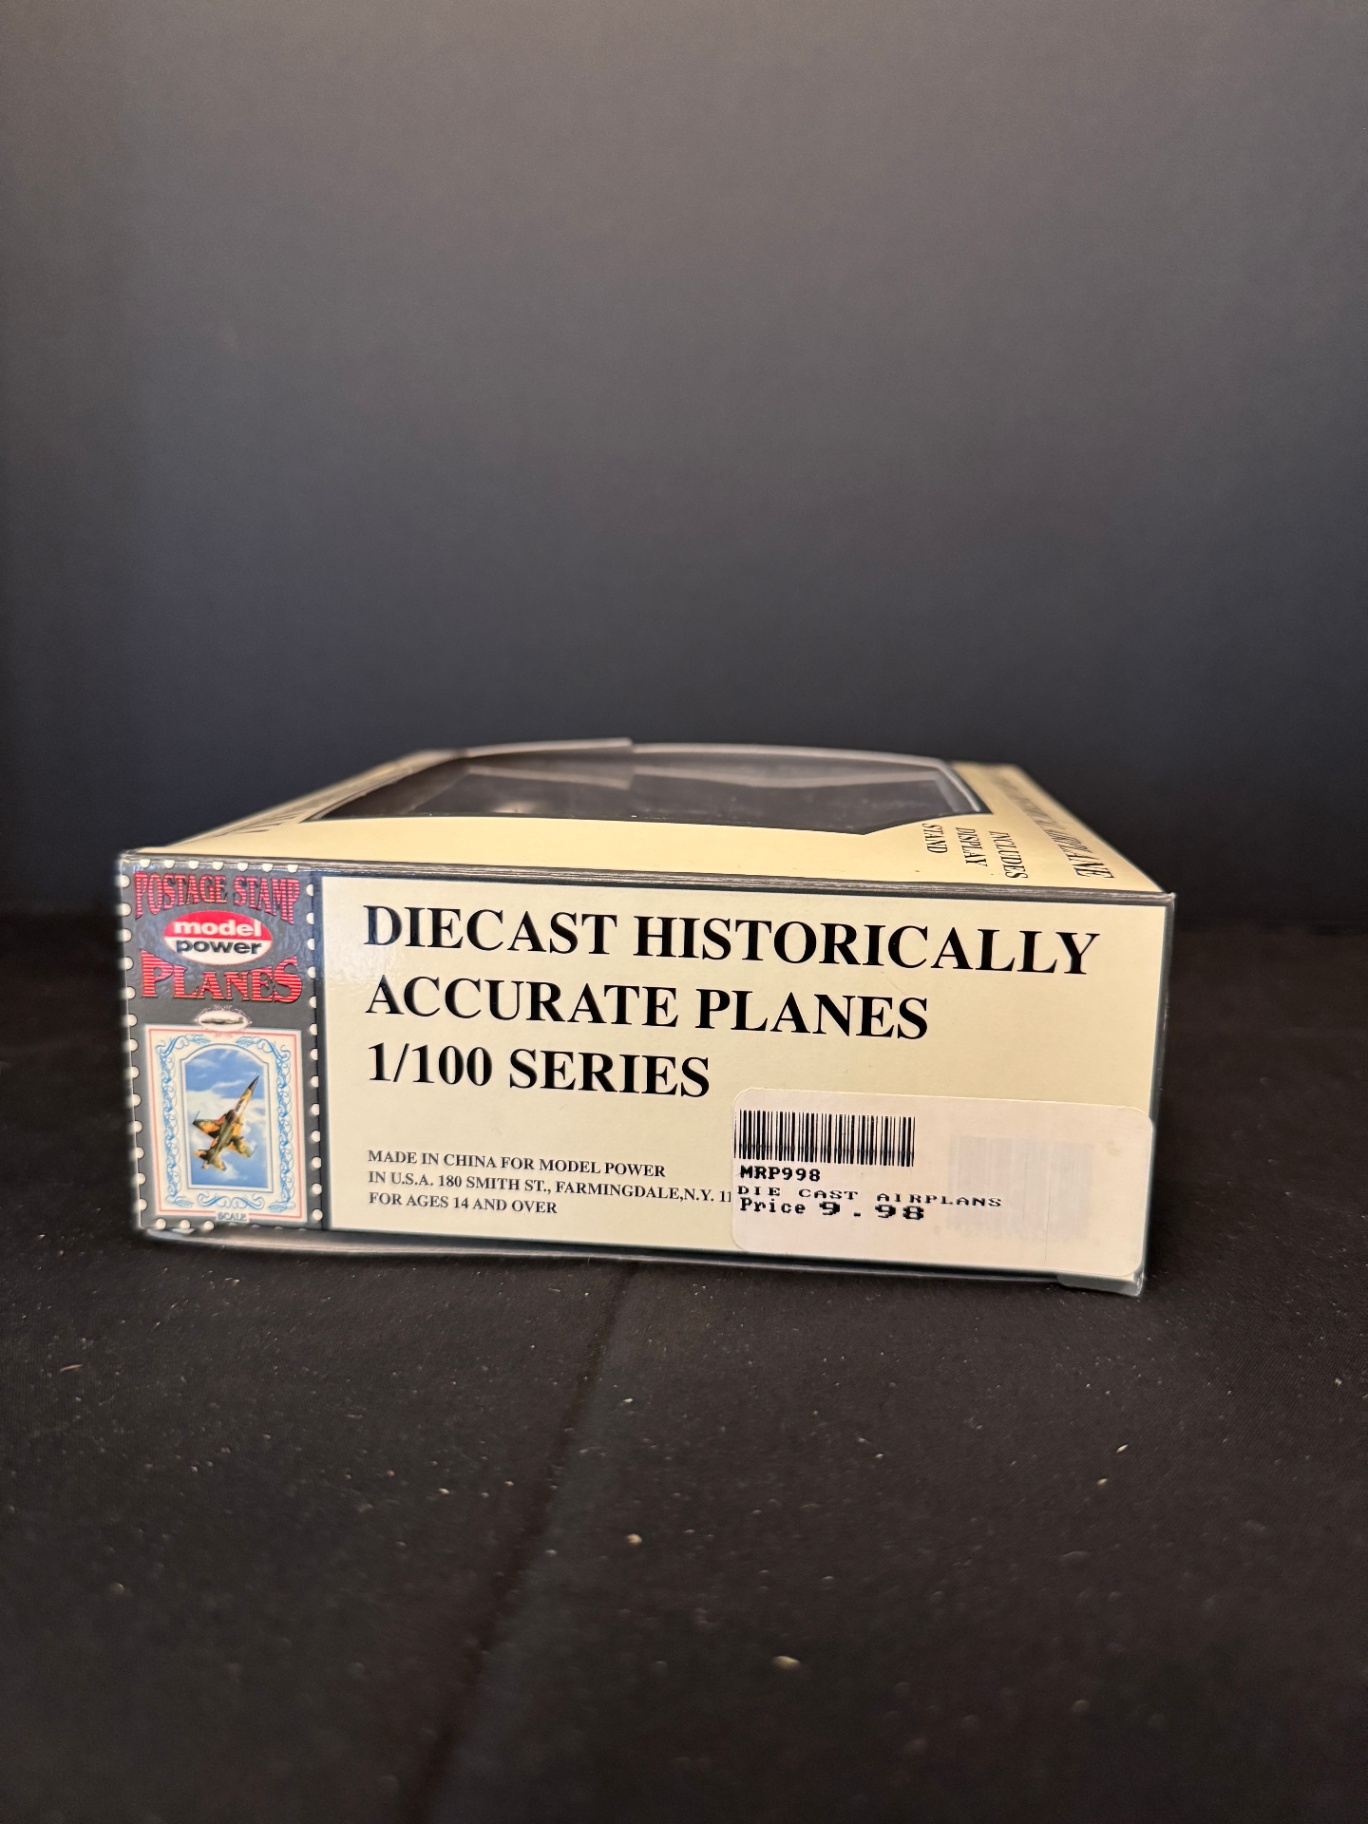 INCLUDES
DISPLAY
STAND
POSTAGE STAMP
model
power
PLANES
SCALE
DIECAST HISTORICALLY
ACCURATE PLANES
1/100 SERIES
MADE IN CHINA FOR MODEL POWER
IN U.S.A. 180 SMITH ST., FARMINGDALE,N.Y. 11
FOR AGES 14 AND OVER
MRP998
DIE CAST AIRPLANS
Price 9.98